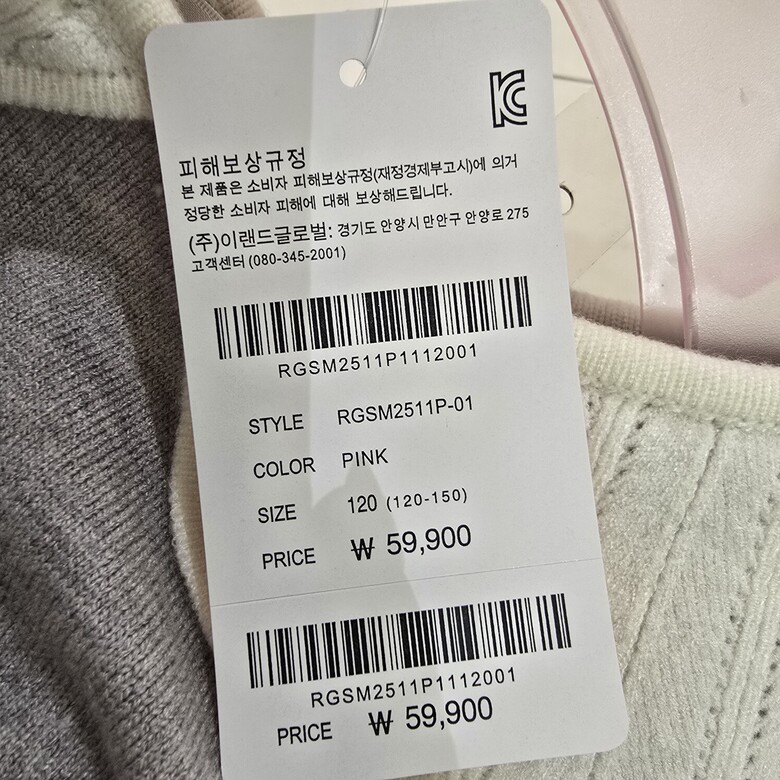 KC
피해보상규정
본 제품은 소비자 피해보상규정(재정경제부고시)에 의거
정당한 소비자 피해에 대해 보상해드립니다.
(주)이랜드글로벌: 경기도 안양시 만안구 안양로 275
고객센터 (080-345-2001)
RGSM2511P1112001
STYLE RGSM2511P-01
COLOR PINK
SIZE 120 (120-150)
PRICE ₩ 59,900
RGSM2511P1112001
PRICE ₩ 59,900